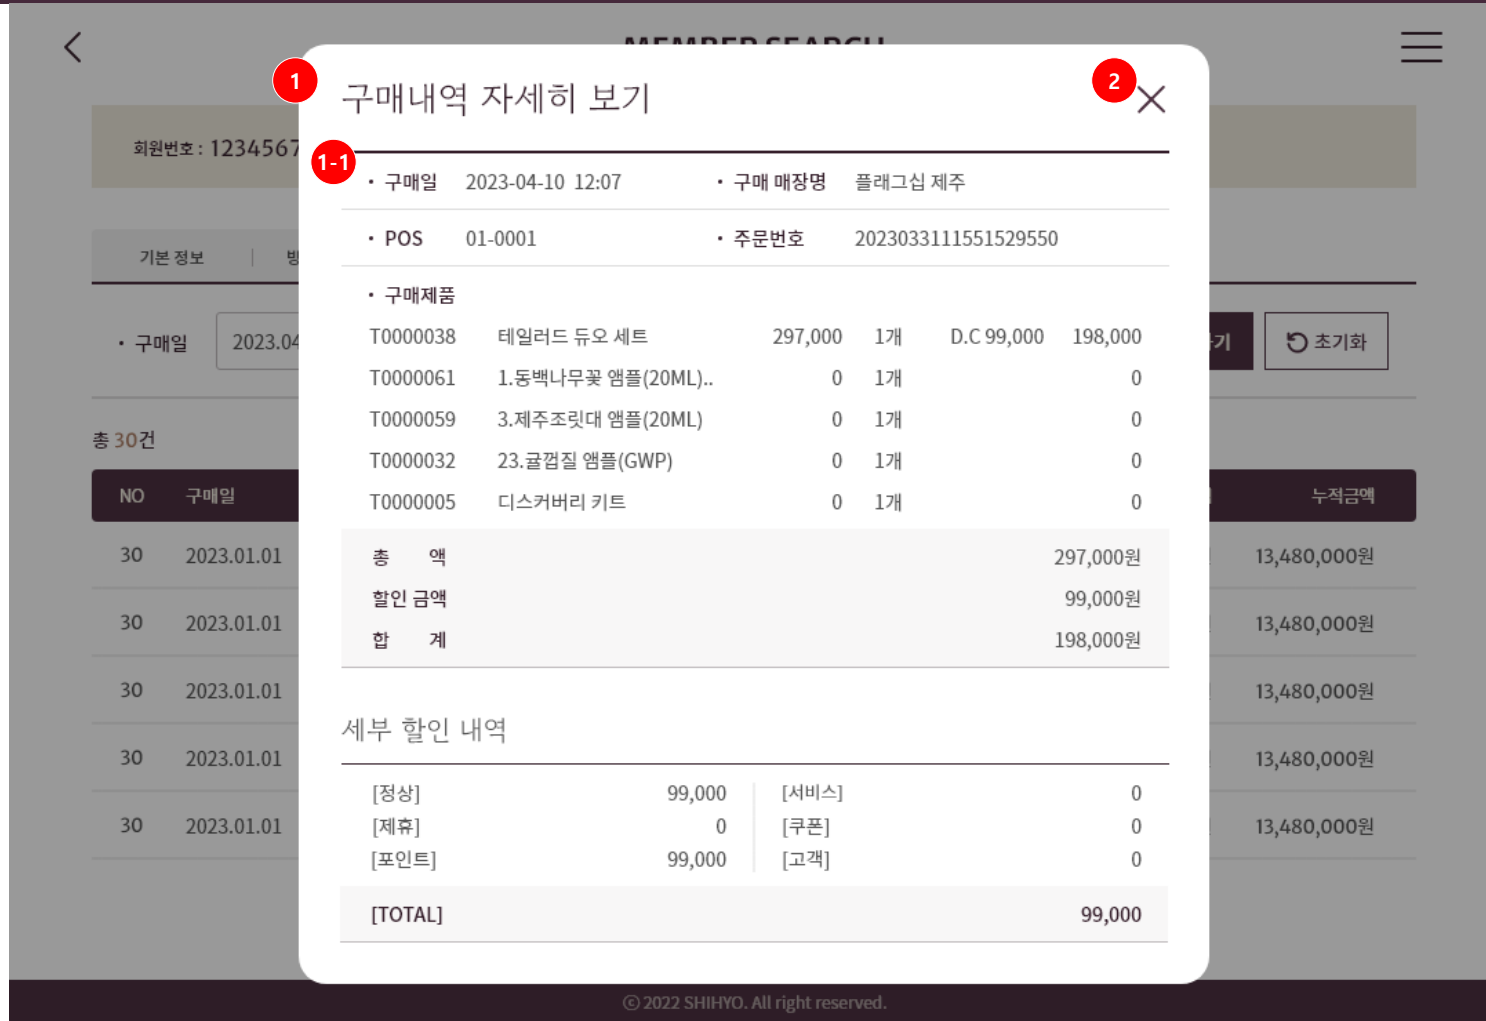 MEMBER SEARCH
1
구매내역 자세히 보기
2
회원번호 : 1234567
1-1
· 구매일 2023-04-10 12:07 · 구매 매장명 플래그십 제주
· POS 01-0001 · 주문번호 2023033111551529550
기본 정보
· 구매제품
T0000038 테일러드 듀오 세트 297,000 1개 D.C 99,000 198,000
· 구매일 2023.04
초기화
T0000061 1.동백나무꽃 앰플(20ML).. 0 1개 0
T0000059 3.제주조릿대 앰플(20ML) 0 1개 0
총 30건
T0000032 23.귤껍질 앰플(GWP) 0 1개 0
T0000005 디스커버리 키트 0 1개 0
NO 구매일 누적금액
총 액 297,000원
30 2023.01.01 13,480,000원
할인 금액 99,000원
30 2023.01.01 13,480,000원
합 계 198,000원
30 2023.01.01 13,480,000원
세부 할인 내역
30 2023.01.01 13,480,000원
[정상] 99,000 [서비스] 0
[제휴] 0 [쿠폰] 0
30 2023.01.01 13,480,000원
[포인트] 99,000 [고객] 0
[TOTAL] 99,000
© 2022 SHIHYO. All right reserved.